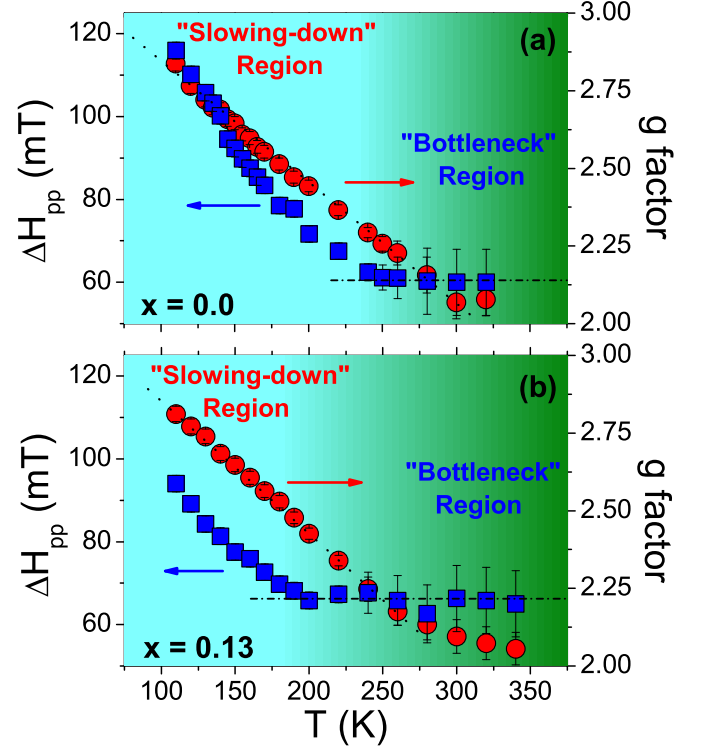 3.00
120
"Slowing-down"
Region
(a)
2.75
100
"Bottleneck"
Region
2.50
80
2.25
60
x = 0.0
2.00
ΔHpp (mT)
g factor
3.00
120
"Slowing-down"
Region
(b)
2.75
100
"Bottleneck"
Region
2.50
80
2.25
60
x = 0.13
2.00
ΔHpp (mT)
g factor
100 150 200 250 300 350
T (K)